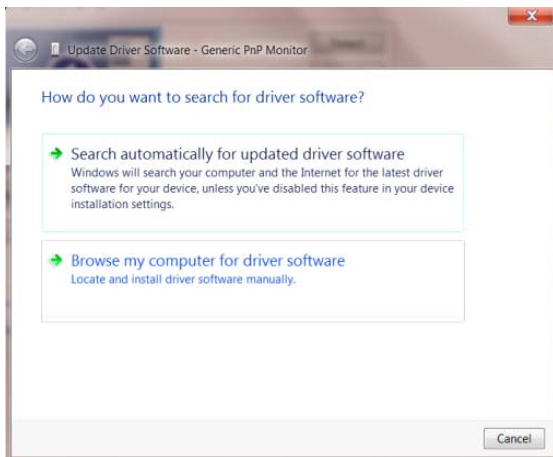 Update Driver Software - Generic PnP Monitor
How do you want to search for driver software?
Search automatically for updated driver software
Windows will search your computer and the Internet for the latest driver
software for your device, unless you've disabled this feature in your device
installation settings.
Browse my computer for driver software
Locate and install driver software manually.
Cancel